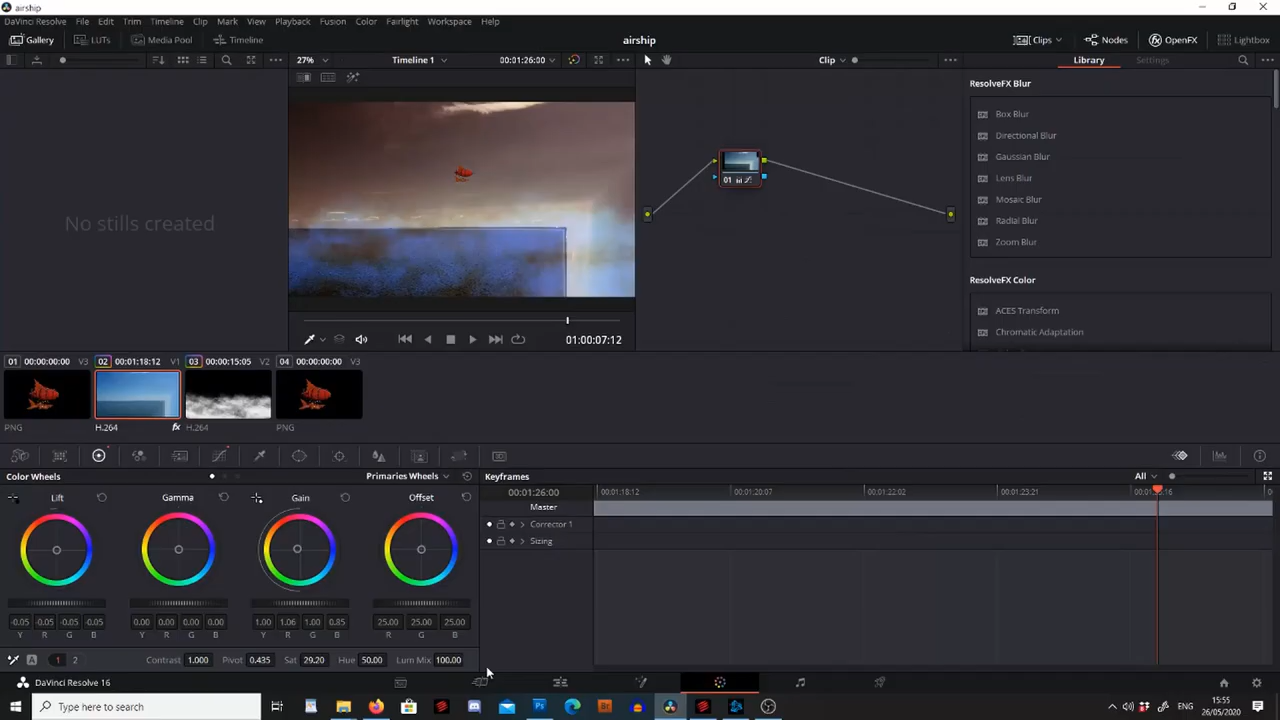 airship
DaVinci Resolve File Edit Trim Timeline Clip Mark View Playback Fusion Color Fairlight Workspace Help
Gallery LUTs Media Pool Timeline airship Clips Nodes OpenFX Lightbox
27% Timeline 1 00:01:26:00 Clip Library Settings
ResolveFX Blur
Box Blur
Directional Blur
Gaussian Blur
Lens Blur
Mosaic Blur
Radial Blur
Zoom Blur
ResolveFX Color
ACES Transform
Chromatic Adaptation
No stills created
01
01:00:07:12
01 00:00:00:00 V3 02 00:01:18:12 V1 03 00:00:15:05 V2 04 00:00:00:00 V3
PNG H.264 fx H.264 PNG
Color Wheels Primaries Wheels Keyframes All
Lift Gamma Gain Offset
00:01:26:00 00:01:18:12 00:01:20:07 00:01:22:02 00:01:23:21
Master
Corrector 1
Sizing
-0.05 -0.05 -0.05 -0.05 0.00 0.00 0.00 0.00 1.00 1.06 1.00 0.85 25.00 25.00 25.00
Y R G B Y R G B Y R G B R G B
A 1 2 Contrast 1.000 Pivot 0.435 Sat 29.20 Hue 50.00 Lum Mix 100.00
DaVinci Resolve 16
Type here to search
Ps
Br
15:55
26/05/2020